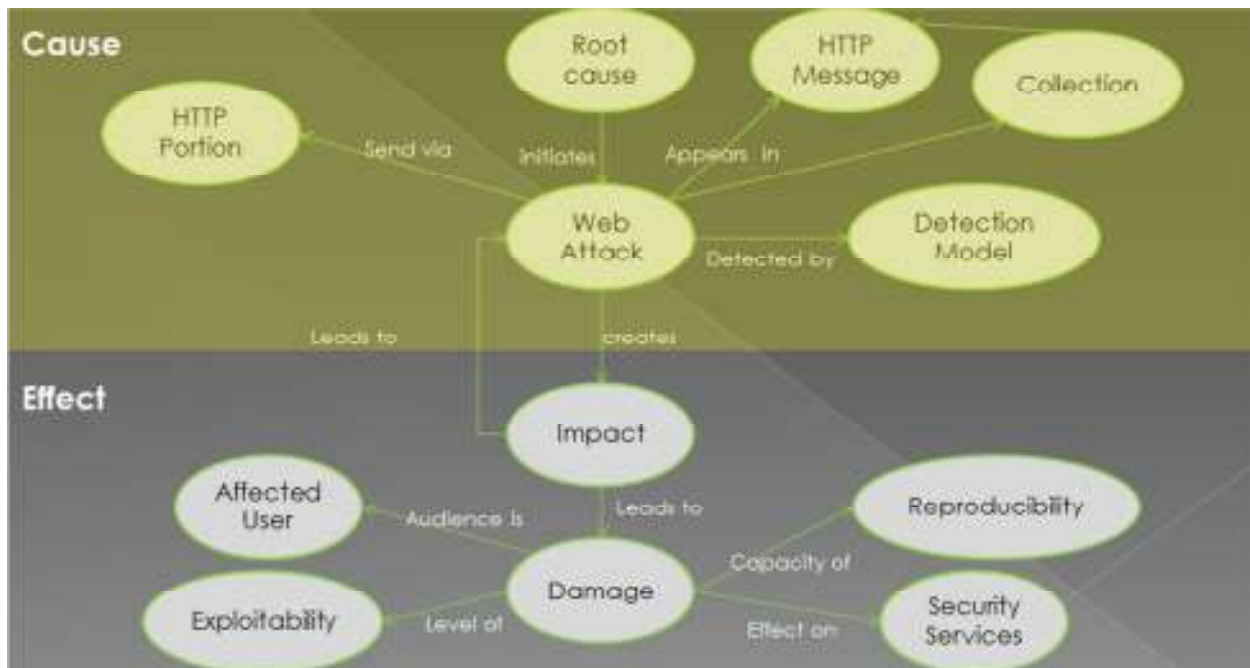 Cause
Root
cause
HTTP
Message
Collection
HTTP
Portion
Send via
Initiates
Appears in
Web
Attack
Detection
Model
Detected by
Leads to
creates
Effect
Impact
Affected
User
Audience is
Leads to
Reproducibility
Capacity of
Damage
Exploitability
Level of
Effect on
Security
Services